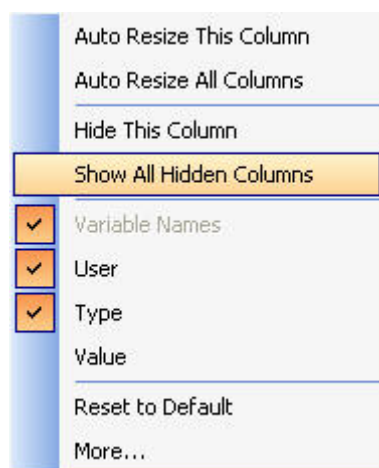 Auto Resize This Column
Auto Resize All Columns
Hide This Column
Show All Hidden Columns
Variable Names
User
Type
Value
Reset to Default
More...